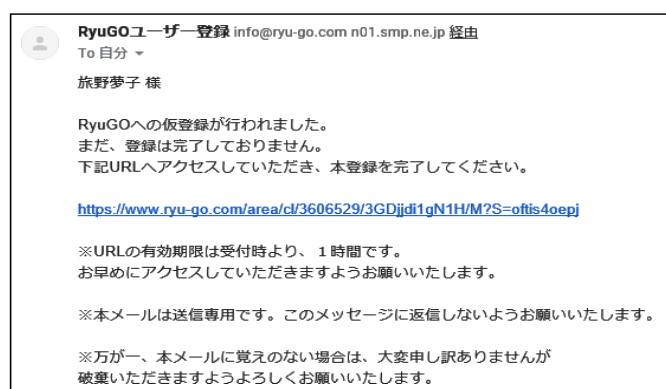 RyuGOユーザー登録 info@ryu-go.com n01.smp.ne.jp 経由
To 自分
旅野夢子 様
RyuGOへの仮登録が行われました。
まだ、登録は完了しておりません。
下記URLへアクセスしていただき、本登録を完了してください。
https://www.ryu-go.com/area/cl/3606529/3GDjjdi1gN1H/M?S=oftis4oepj
※URLの有効期限は受付時より、１時間です。
お早めにアクセスしていただきますようお願いいたします。
※本メールは送信専用です。このメッセージに返信しないようお願いいたします。
※万が一、本メールに覚えのない場合は、大変申し訳ありませんが
破棄いただきますようよろしくお願いいたします。